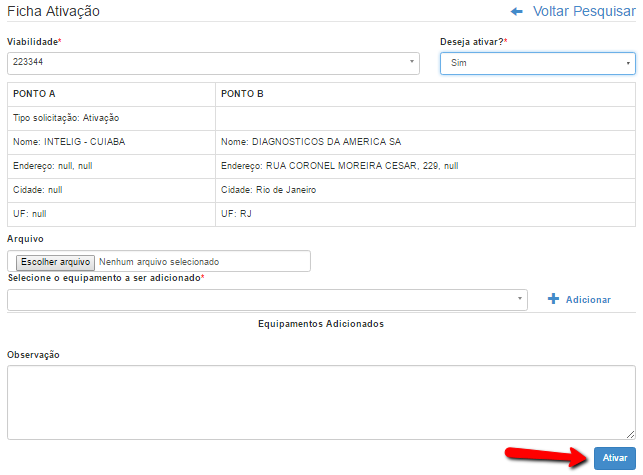 Ficha Ativação
Voltar Pesquisar
Viabilidade*
Deseja ativar?*
223344
Sim
PONTO A
PONTO B
Tipo solicitação: Ativação
Nome: INTELIG - CUIABA
Nome: DIAGNOSTICOS DA AMERICA SA
Endereço: null, null
Endereço: RUA CORONEL MOREIRA CESAR, 229, null
Cidade: null
Cidade: Rio de Janeiro
UF: null
UF: RJ
Arquivo
Escolher arquivo Nenhum arquivo selecionado
Selecione o equipamento a ser adicionado*
Adicionar
Equipamentos Adicionados
Observação
Ativar